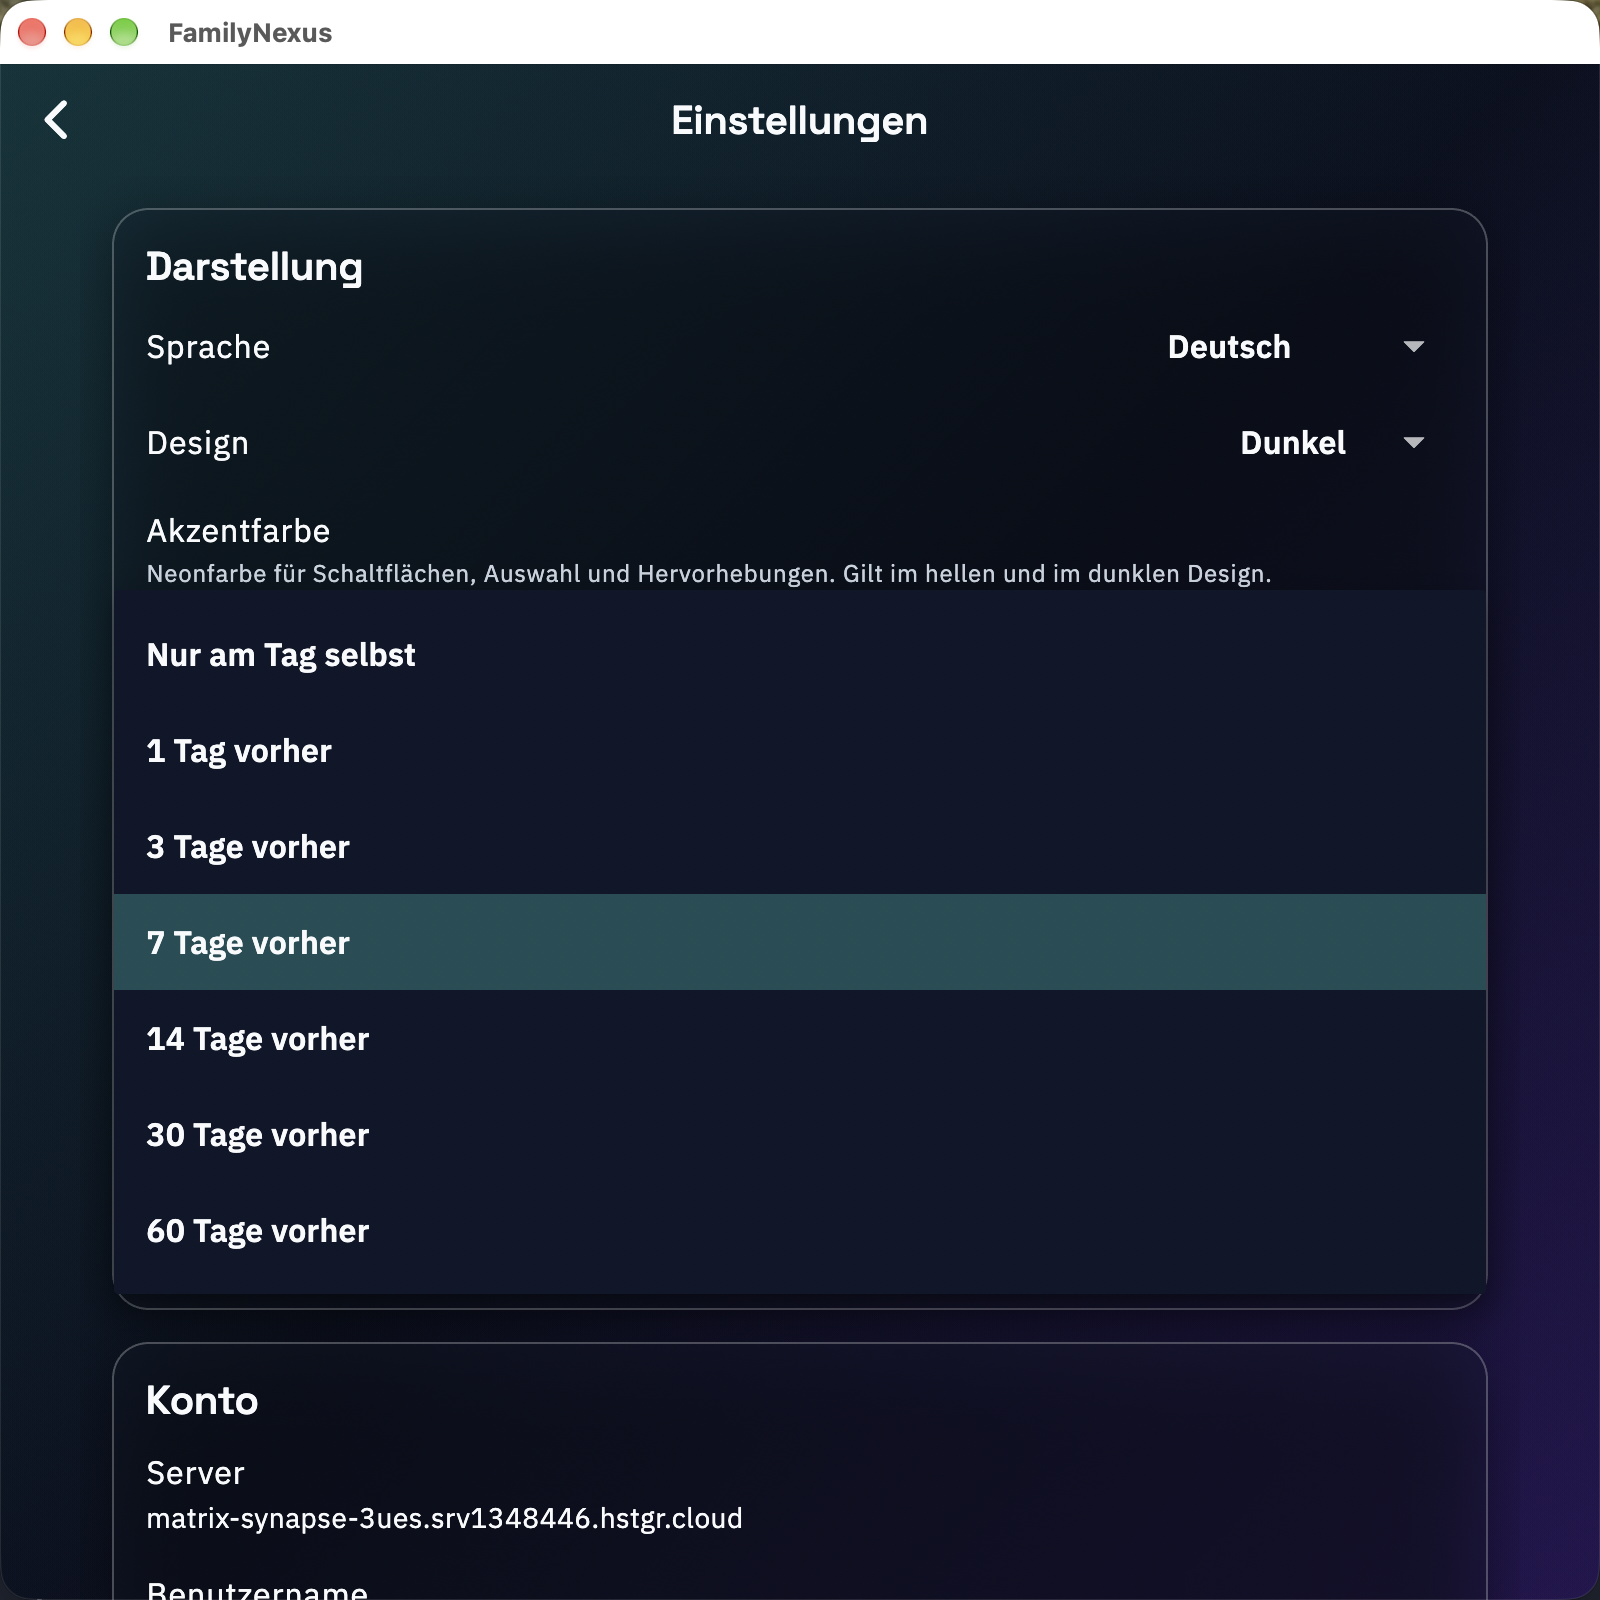 FamilyNexus
Einstellungen
Darstellung
Sprache
Deutsch
Design
Dunkel
Akzentfarbe
Neonfarbe für Schaltflächen, Auswahl und Hervorhebungen. Gilt im hellen und im dunklen Design.
Nur am Tag selbst
1 Tag vorher
3 Tage vorher
7 Tage vorher
14 Tage vorher
30 Tage vorher
60 Tage vorher
Konto
Server
matrix-synapse-3ues.srv1348446.hstgr.cloud
Benutzername